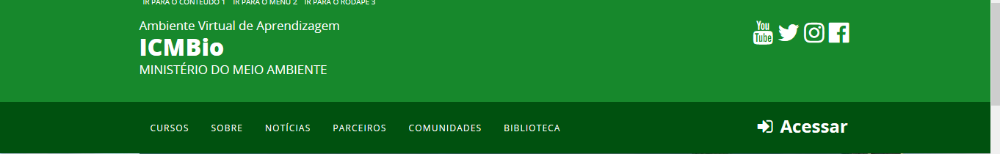 IR PARA O CONTEÚDO 1 IR PARA O MENU 2 IR PARA O RODAPÉ 3
Ambiente Virtual de Aprendizagem
ICMBio
MINISTÉRIO DO MEIO AMBIENTE
You
Tube
CURSOS SOBRE NOTÍCIAS PARCEIROS COMUNIDADES BIBLIOTECA
Acessar